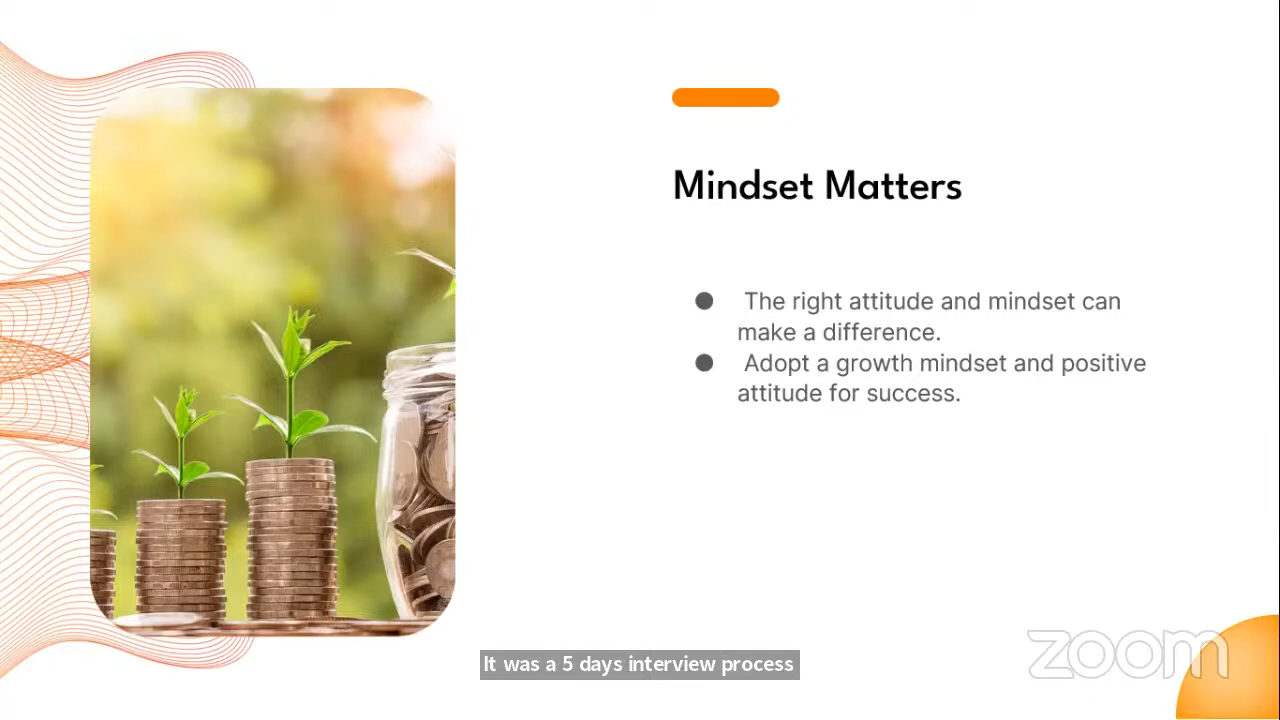 Mindset Matters
● The right attitude and mindset can
make a difference.
● Adopt a growth mindset and positive
attitude for success.
It was a 5 days interview process
zoom